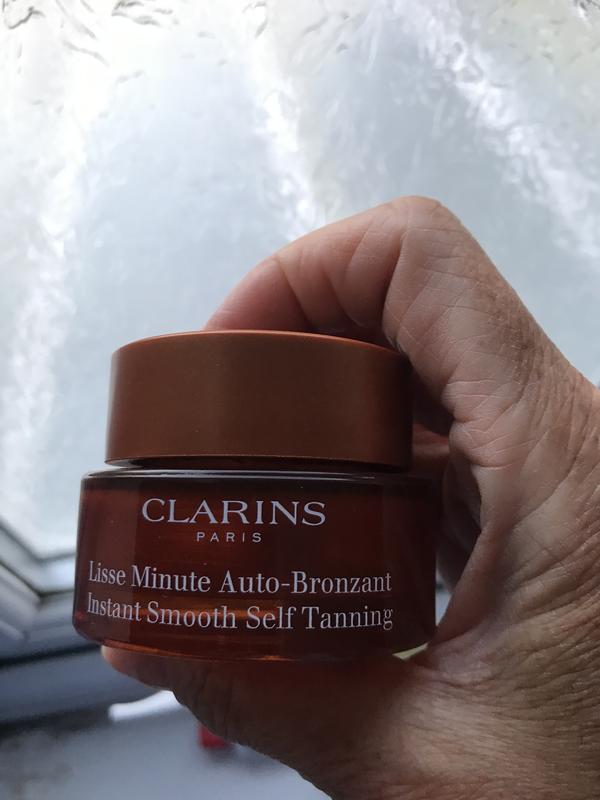 CLARINS
PARIS
Lisse Minute Auto-Bronzant
Instant Smooth Self Tanning